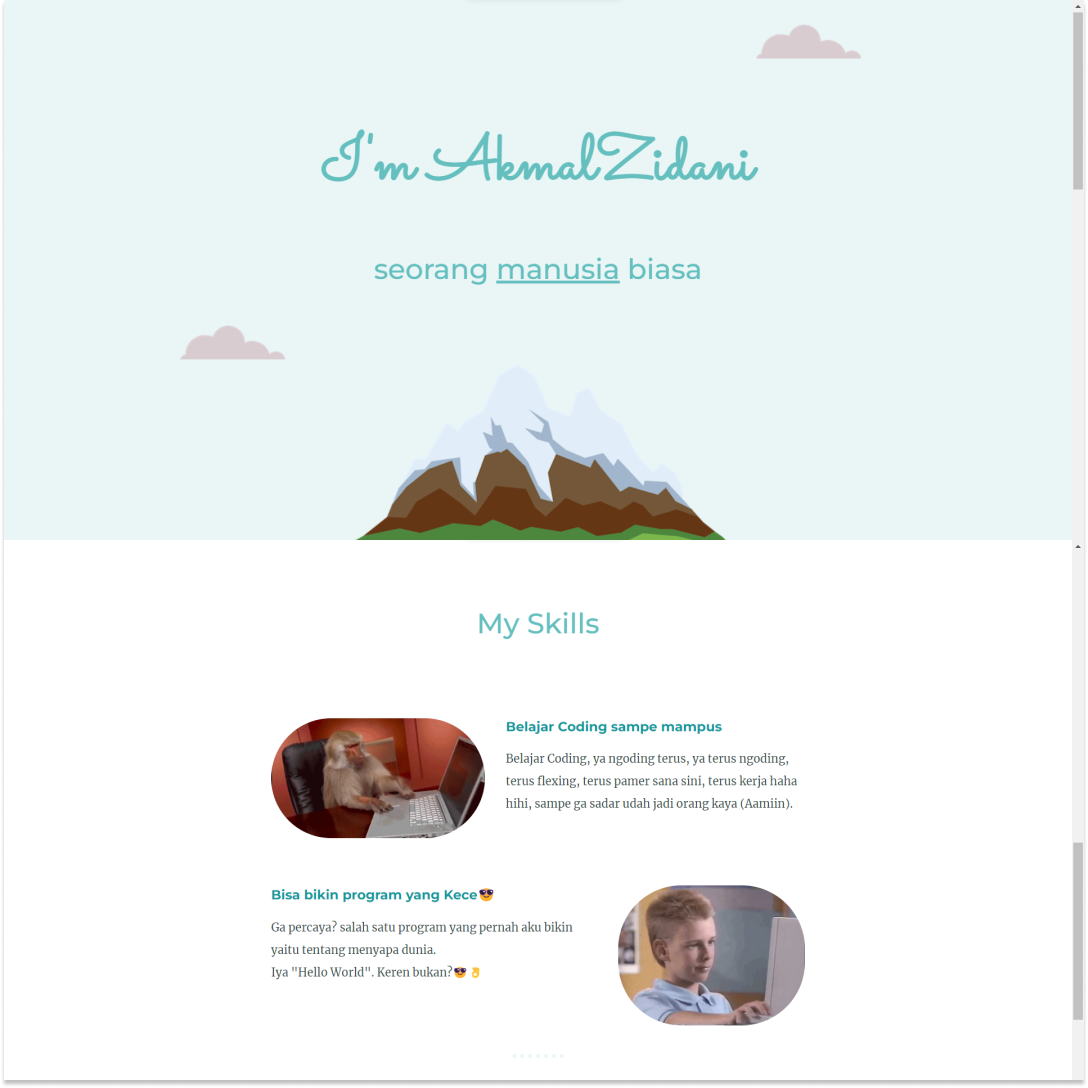 I'm Akmal Zidani
seorang manusia biasa
My Skills
Belajar Coding sampe mampus
Belajar Coding, ya ngoding terus, ya terus ngoding,
terus flexing, terus pamer sana sini, terus kerja haha
hihi, sampe ga sadar udah jadi orang kaya (Aamiin).
Bisa bikin program yang Kece😎
Ga percaya? salah satu program yang pernah aku bikin
yaitu tentang menyapa dunia.
Iya "Hello World". Keren bukan?😎👌